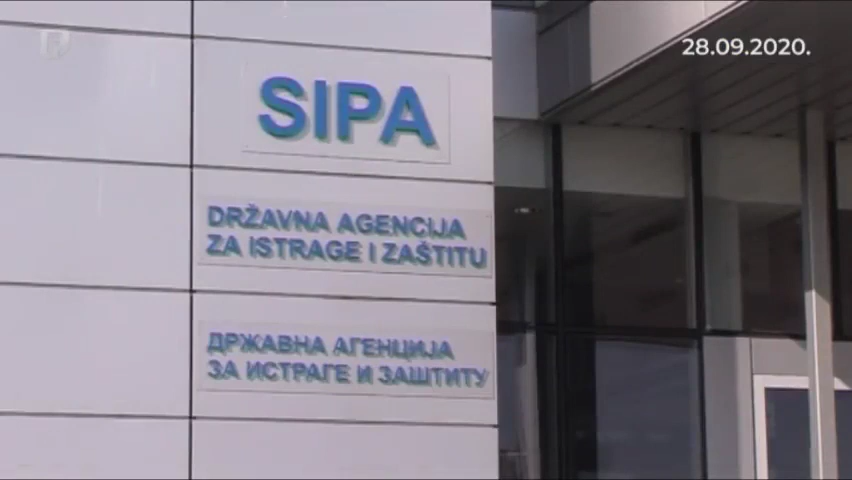 28.09.2020.
SIPA
DRŽAVNA AGENCIJA
ZA ISTRAGE I ZAŠTITU
ДРЖАВНА АГЕНЦИЈА
ЗА ИСТРАГЕ И ЗАШТИТУ